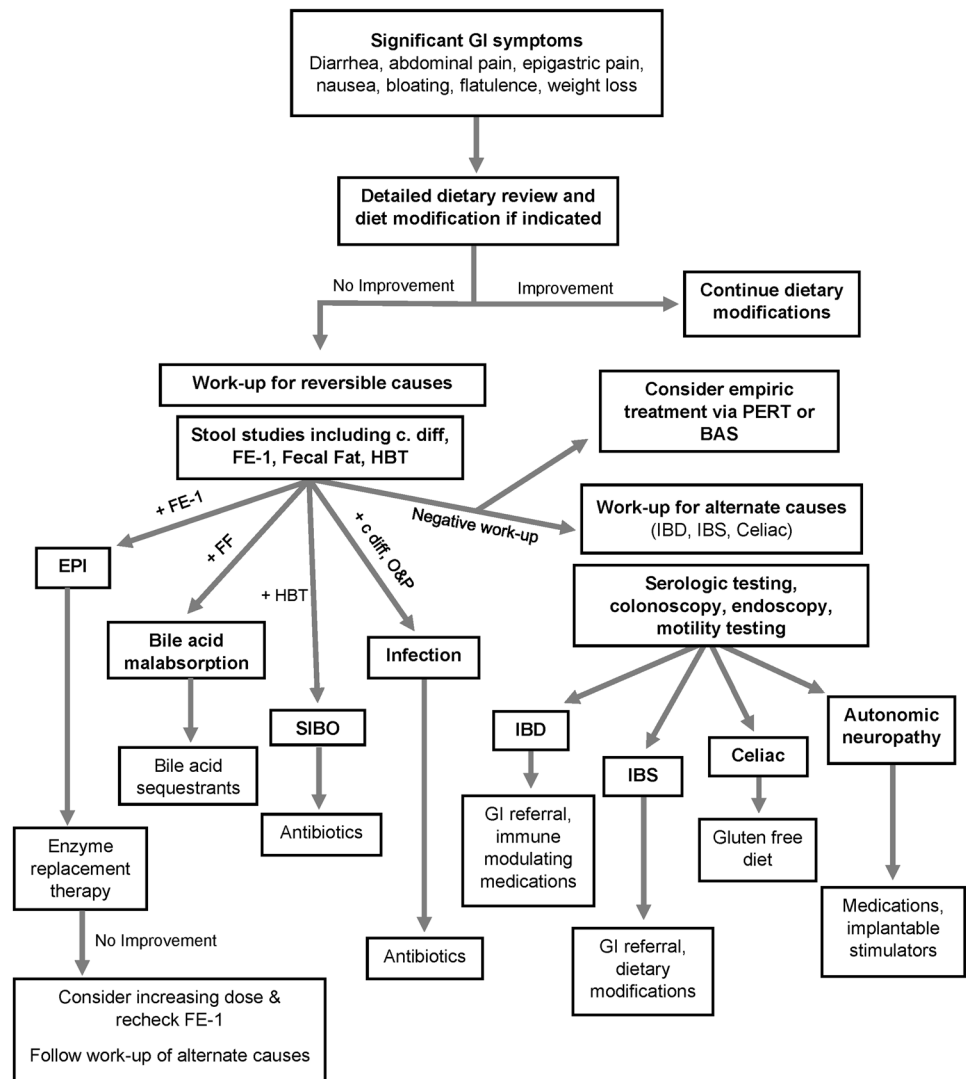 Significant GI symptoms
Diarrhea, abdominal pain, epigastric pain,
nausea, bloating, flatulence, weight loss
Detailed dietary review and
diet modification if indicated
No Improvement
Improvement
Continue dietary
modifications
Work-up for reversible causes
Stool studies including c. diff,
FE-1, Fecal Fat, HBT
Consider empiric
treatment via PERT or
BAS
+ FE-1
+ FF
+ HBT
+ c diff, O&P
Negative work-up
Work-up for alternate causes
(IBD, IBS, Celiac)
EPI
Bile acid
malabsorption
SIBO
Infection
Serologic testing,
colonoscopy, endoscopy,
motility testing
Bile acid
sequestrants
Antibiotics
IBD
IBS
Celiac
Autonomic
neuropathy
Enzyme
replacement
therapy
GI referral,
immune
modulating
medications
Gluten free
diet
Medications,
implantable
stimulators
No Improvement
Antibiotics
GI referral,
dietary
modifications
Consider increasing dose &
recheck FE-1
Follow work-up of alternate causes